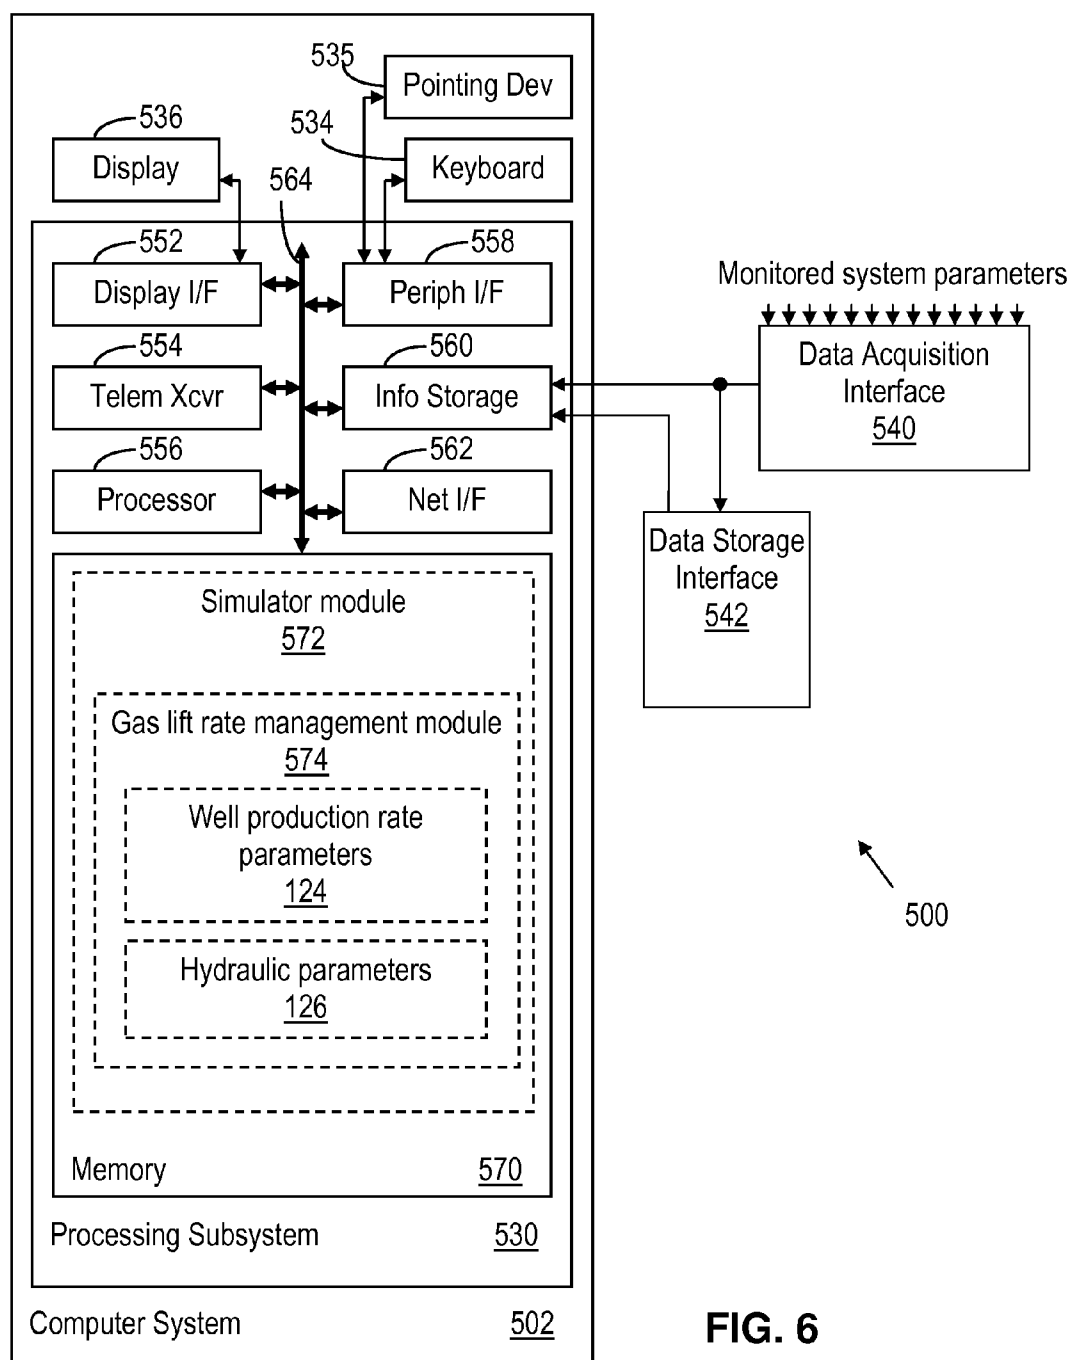 535
Pointing Dev
536
534
Display
Keyboard
564
552
558
Display I/F
Periph I/F
Monitored system parameters
554
560
Data Acquisition
Interface
540
Telem Xcvr
Info Storage
556
562
Processor
Net I/F
Data Storage
Interface
542
Simulator module
572
Gas lift rate management module
574
Well production rate
parameters
124
500
Hydraulic parameters
126
Memory 570
Processing Subsystem 530
Computer System 502
FIG. 6